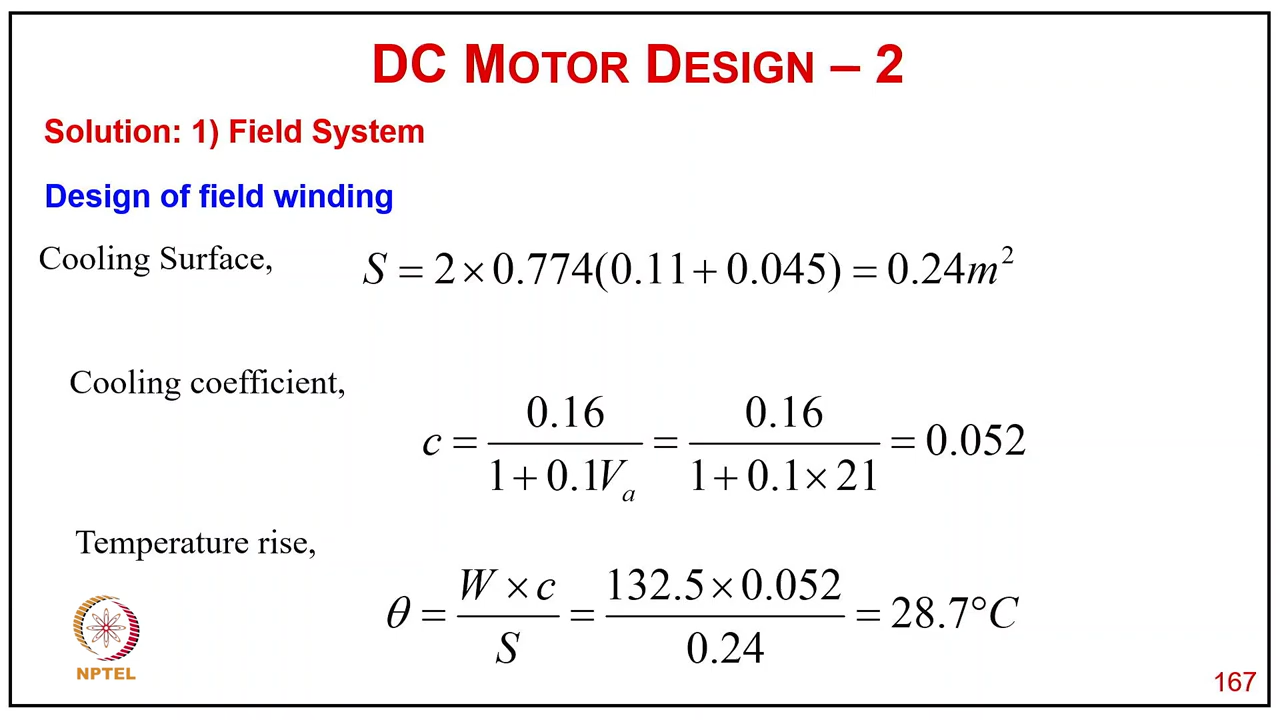 DC MOTOR DESIGN – 2
Solution: 1) Field System
Design of field winding
Cooling Surface, S = 2 × 0.774(0.11 + 0.045) = 0.24m²
Cooling coefficient,
c = 0.16 / (1 + 0.1Vₐ) = 0.16 / (1 + 0.1 × 21) = 0.052
Temperature rise,
θ = (W × c) / S = (132.5 × 0.052) / 0.24 = 28.7°C
NPTEL
167